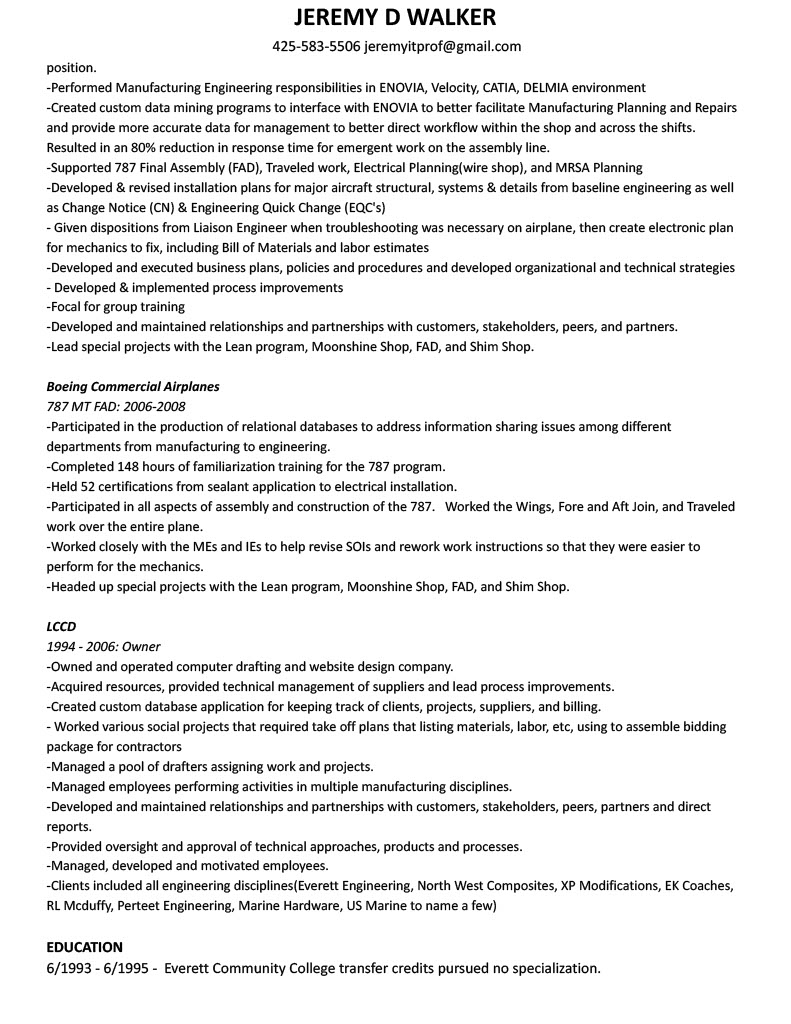 JEREMY D WALKER
425-583-5506 jeremyitprof@gmail.com
position.
-Performed Manufacturing Engineering responsibilities in ENOVIA, Velocity, CATIA, DELMIA environment
-Created custom data mining programs to interface with ENOVIA to better facilitate Manufacturing Planning and Repairs
and provide more accurate data for management to better direct workflow within the shop and across the shifts.
Resulted in an 80% reduction in response time for emergent work on the assembly line.
-Supported 787 Final Assembly (FAD), Traveled work, Electrical Planning(wire shop), and MRSA Planning
-Developed & revised installation plans for major aircraft structural, systems & details from baseline engineering as well
as Change Notice (CN) & Engineering Quick Change (EQC's)
- Given dispositions from Liaison Engineer when troubleshooting was necessary on airplane, then create electronic plan
for mechanics to fix, including Bill of Materials and labor estimates
-Developed and executed business plans, policies and procedures and developed organizational and technical strategies
- Developed & implemented process improvements
-Focal for group training
-Developed and maintained relationships and partnerships with customers, stakeholders, peers, and partners.
-Lead special projects with the Lean program, Moonshine Shop, FAD, and Shim Shop.
Boeing Commercial Airplanes
787 MT FAD: 2006-2008
-Participated in the production of relational databases to address information sharing issues among different
departments from manufacturing to engineering.
-Completed 148 hours of familiarization training for the 787 program.
-Held 52 certifications from sealant application to electrical installation.
-Participated in all aspects of assembly and construction of the 787.   Worked the Wings, Fore and Aft Join, and Traveled
work over the entire plane.
-Worked closely with the MEs and IEs to help revise SOIs and rework work instructions so that they were easier to
perform for the mechanics.
-Headed up special projects with the Lean program, Moonshine Shop, FAD, and Shim Shop.
LCCD
1994 - 2006: Owner
-Owned and operated computer drafting and website design company.
-Acquired resources, provided technical management of suppliers and lead process improvements.
-Created custom database application for keeping track of clients, projects, suppliers, and billing.
- Worked various social projects that required take off plans that listing materials, labor, etc, using to assemble bidding
package for contractors
-Managed a pool of drafters assigning work and projects.
-Managed employees performing activities in multiple manufacturing disciplines.
-Developed and maintained relationships and partnerships with customers, stakeholders, peers, partners and direct
reports.
-Provided oversight and approval of technical approaches, products and processes.
-Managed, developed and motivated employees.
-Clients included all engineering disciplines(Everett Engineering, North West Composites, XP Modifications, EK Coaches,
RL Mcduffy, Perteet Engineering, Marine Hardware, US Marine to name a few)
EDUCATION
6/1993 - 6/1995 -  Everett Community College transfer credits pursued no specialization.